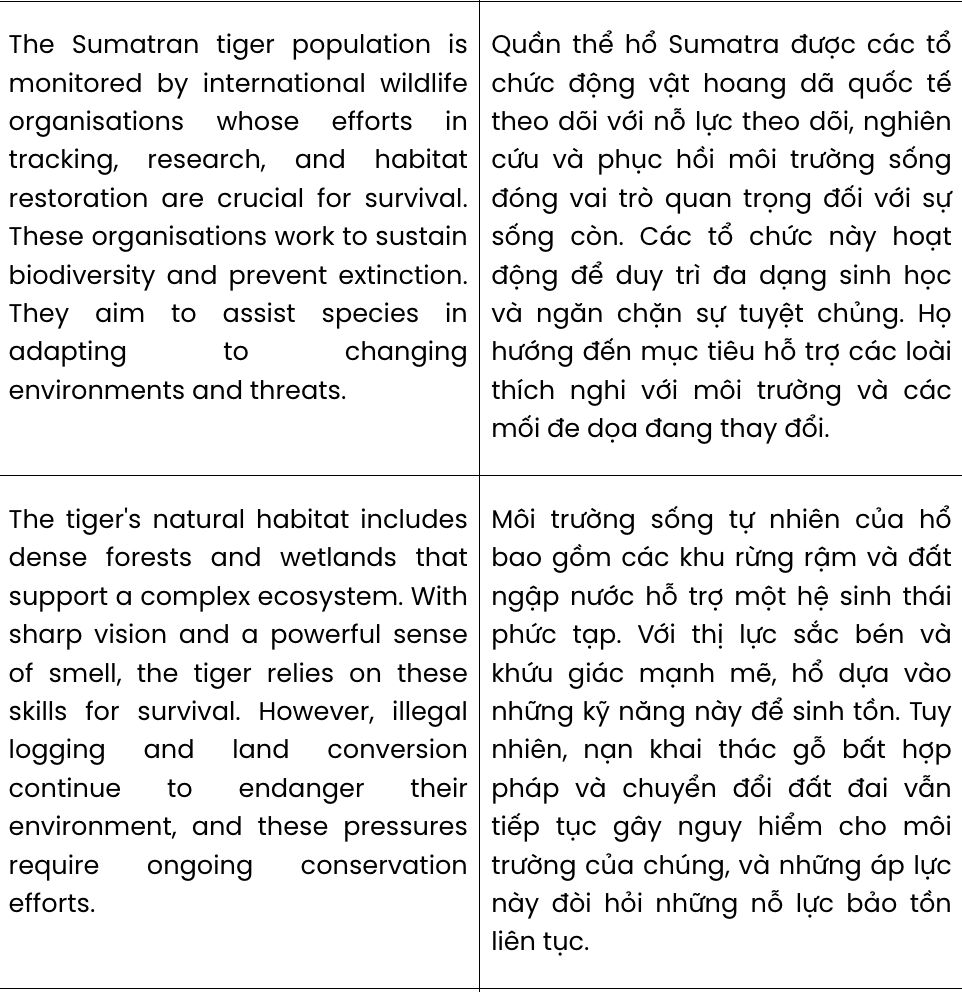 The Sumatran tiger population is
monitored by international wildlife
organisations whose efforts in
tracking, research, and habitat
restoration are crucial for survival.
These organisations work to sustain
biodiversity and prevent extinction.
They aim to assist species in
adapting to changing
environments and threats.
Quần thể hổ Sumatra được các tổ
chức động vật hoang dã quốc tế
theo dõi với nỗ lực theo dõi, nghiên
cứu và phục hồi môi trường sống
đóng vai trò quan trọng đối với sự
sống còn. Các tổ chức này hoạt
động để duy trì đa dạng sinh học
và ngăn chặn sự tuyệt chủng. Họ
hướng đến mục tiêu hỗ trợ các loài
thích nghi với môi trường và các
mối đe dọa đang thay đổi.
The tiger's natural habitat includes
dense forests and wetlands that
support a complex ecosystem. With
sharp vision and a powerful sense
of smell, the tiger relies on these
skills for survival. However, illegal
logging and land conversion
continue to endanger their
environment, and these pressures
require ongoing conservation
efforts.
Môi trường sống tự nhiên của hổ
bao gồm các khu rừng rậm và đất
ngập nước hỗ trợ một hệ sinh thái
phức tạp. Với thị lực sắc bén và
khứu giác mạnh mẽ, hổ dựa vào
những kỹ năng này để sinh tồn. Tuy
nhiên, nạn khai thác gỗ bất hợp
pháp và chuyển đổi đất đai vẫn
tiếp tục gây nguy hiểm cho môi
trường của chúng, và những áp lực
này đòi hỏi những nỗ lực bảo tồn
liên tục.